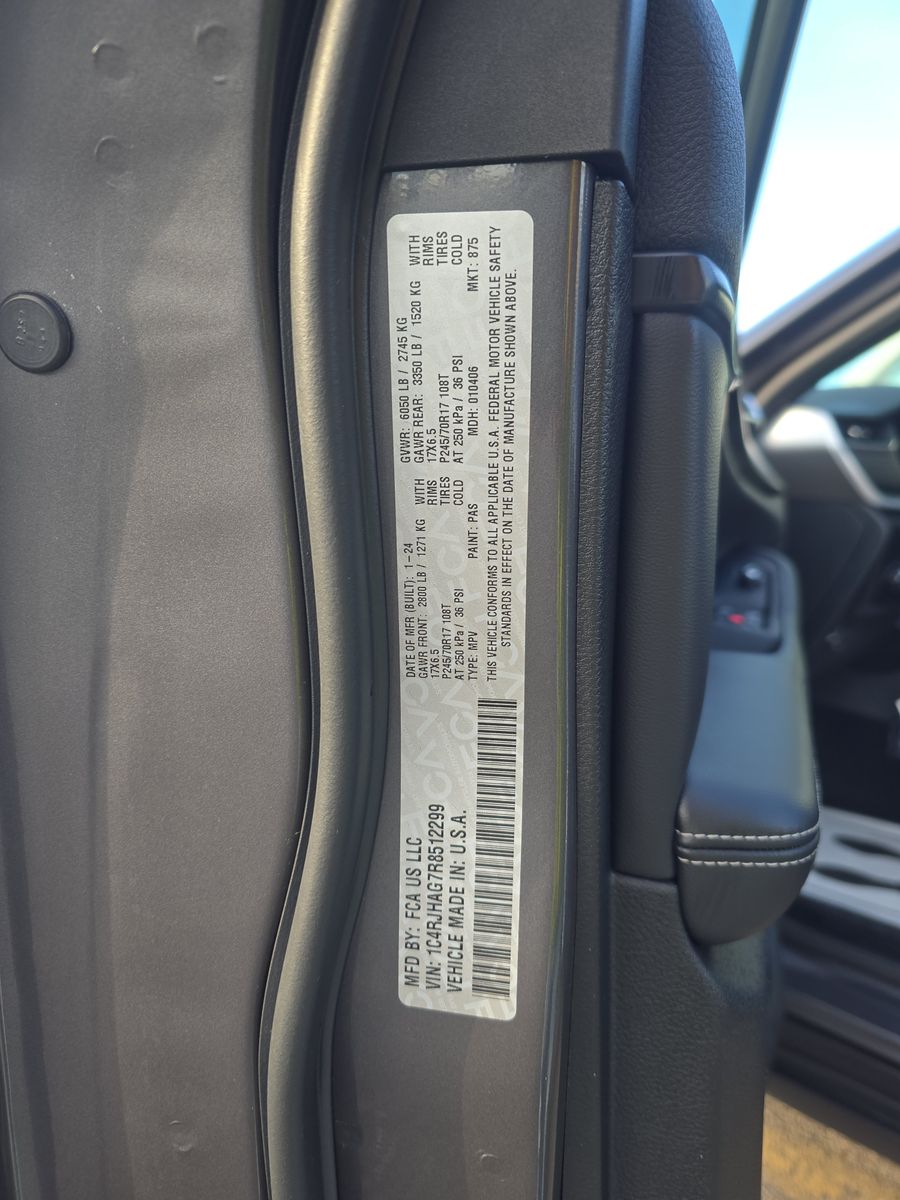 MFD BY: FCA US LLC
VIN: 1C4RJHAG7R8512299
VEHICLE MADE IN: U.S.A.
DATE OF MFR (BUILT): 1-24
GAWR FRONT: 2800 LB / 1271 KG WITH
17X6.5 RIMS
P245/70R17 108T TIRES
AT 250 kPa / 36 PSI COLD
TYPE: MPV PAINT: PAS
GVWR: 6050 LB / 2745 KG
GAWR REAR: 3350 LB / 1520 KG WITH
17X6.5 RIMS
P245/70R17 108T TIRES
AT 250 kPa / 36 PSI COLD
MDH: 010406 MKT: 875
THIS VEHICLE CONFORMS TO ALL APPLICABLE U.S.A. FEDERAL MOTOR VEHICLE SAFETY
STANDARDS IN EFFECT ON THE DATE OF MANUFACTURE SHOWN ABOVE.